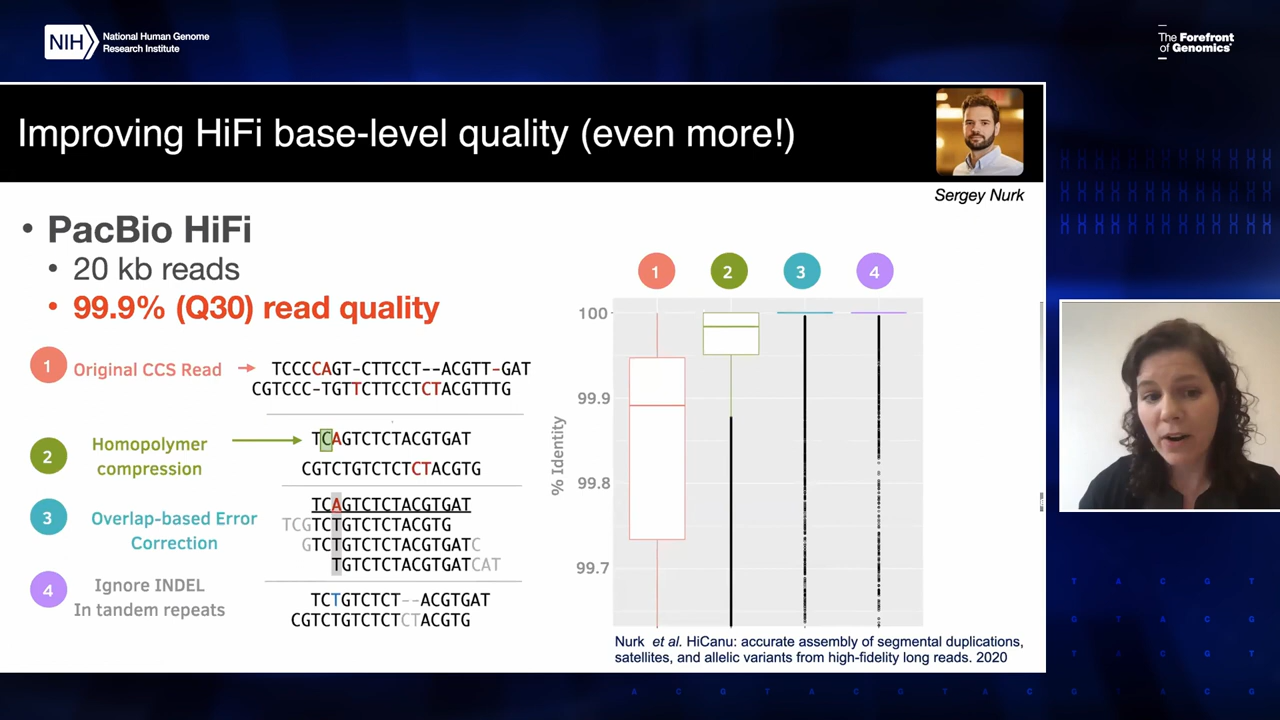 NIH
National Human Genome
Research Institute
The Forefront
of Genomics®
Improving HiFi base-level quality (even more!)
Sergey Nurk
• PacBio HiFi
• 20 kb reads
• 99.9% (Q30) read quality
1 Original CCS Read
TCCCCAGT-CTTCCT--ACGTT-GAT
CGTCCC-TGTTCTTCCTCTACGTTTG
2 Homopolymer
compression
TCAGTCTCTACGTGAT
CGTCTGTCTCTCTACGTG
3 Overlap-based Error
Correction
TCAGTCTCTACGTGAT
TCGTCTGTCTCTACGTG
GTCTGTCTCTACGTGATC
TGTCTCTACGTGATCAT
4 Ignore INDEL
In tandem repeats
TCTGTCTCT--ACGTGAT
CGTCTGTCTCTCTACGTG
1 2 3 4
% Identity
100
99.9
99.8
99.7
Nurk et al. HiCanu: accurate assembly of segmental duplications,
satellites, and allelic variants from high-fidelity long reads. 2020
T A C G T
T A C G
T A C G T
T A C G
A C G T A C G T A C G T